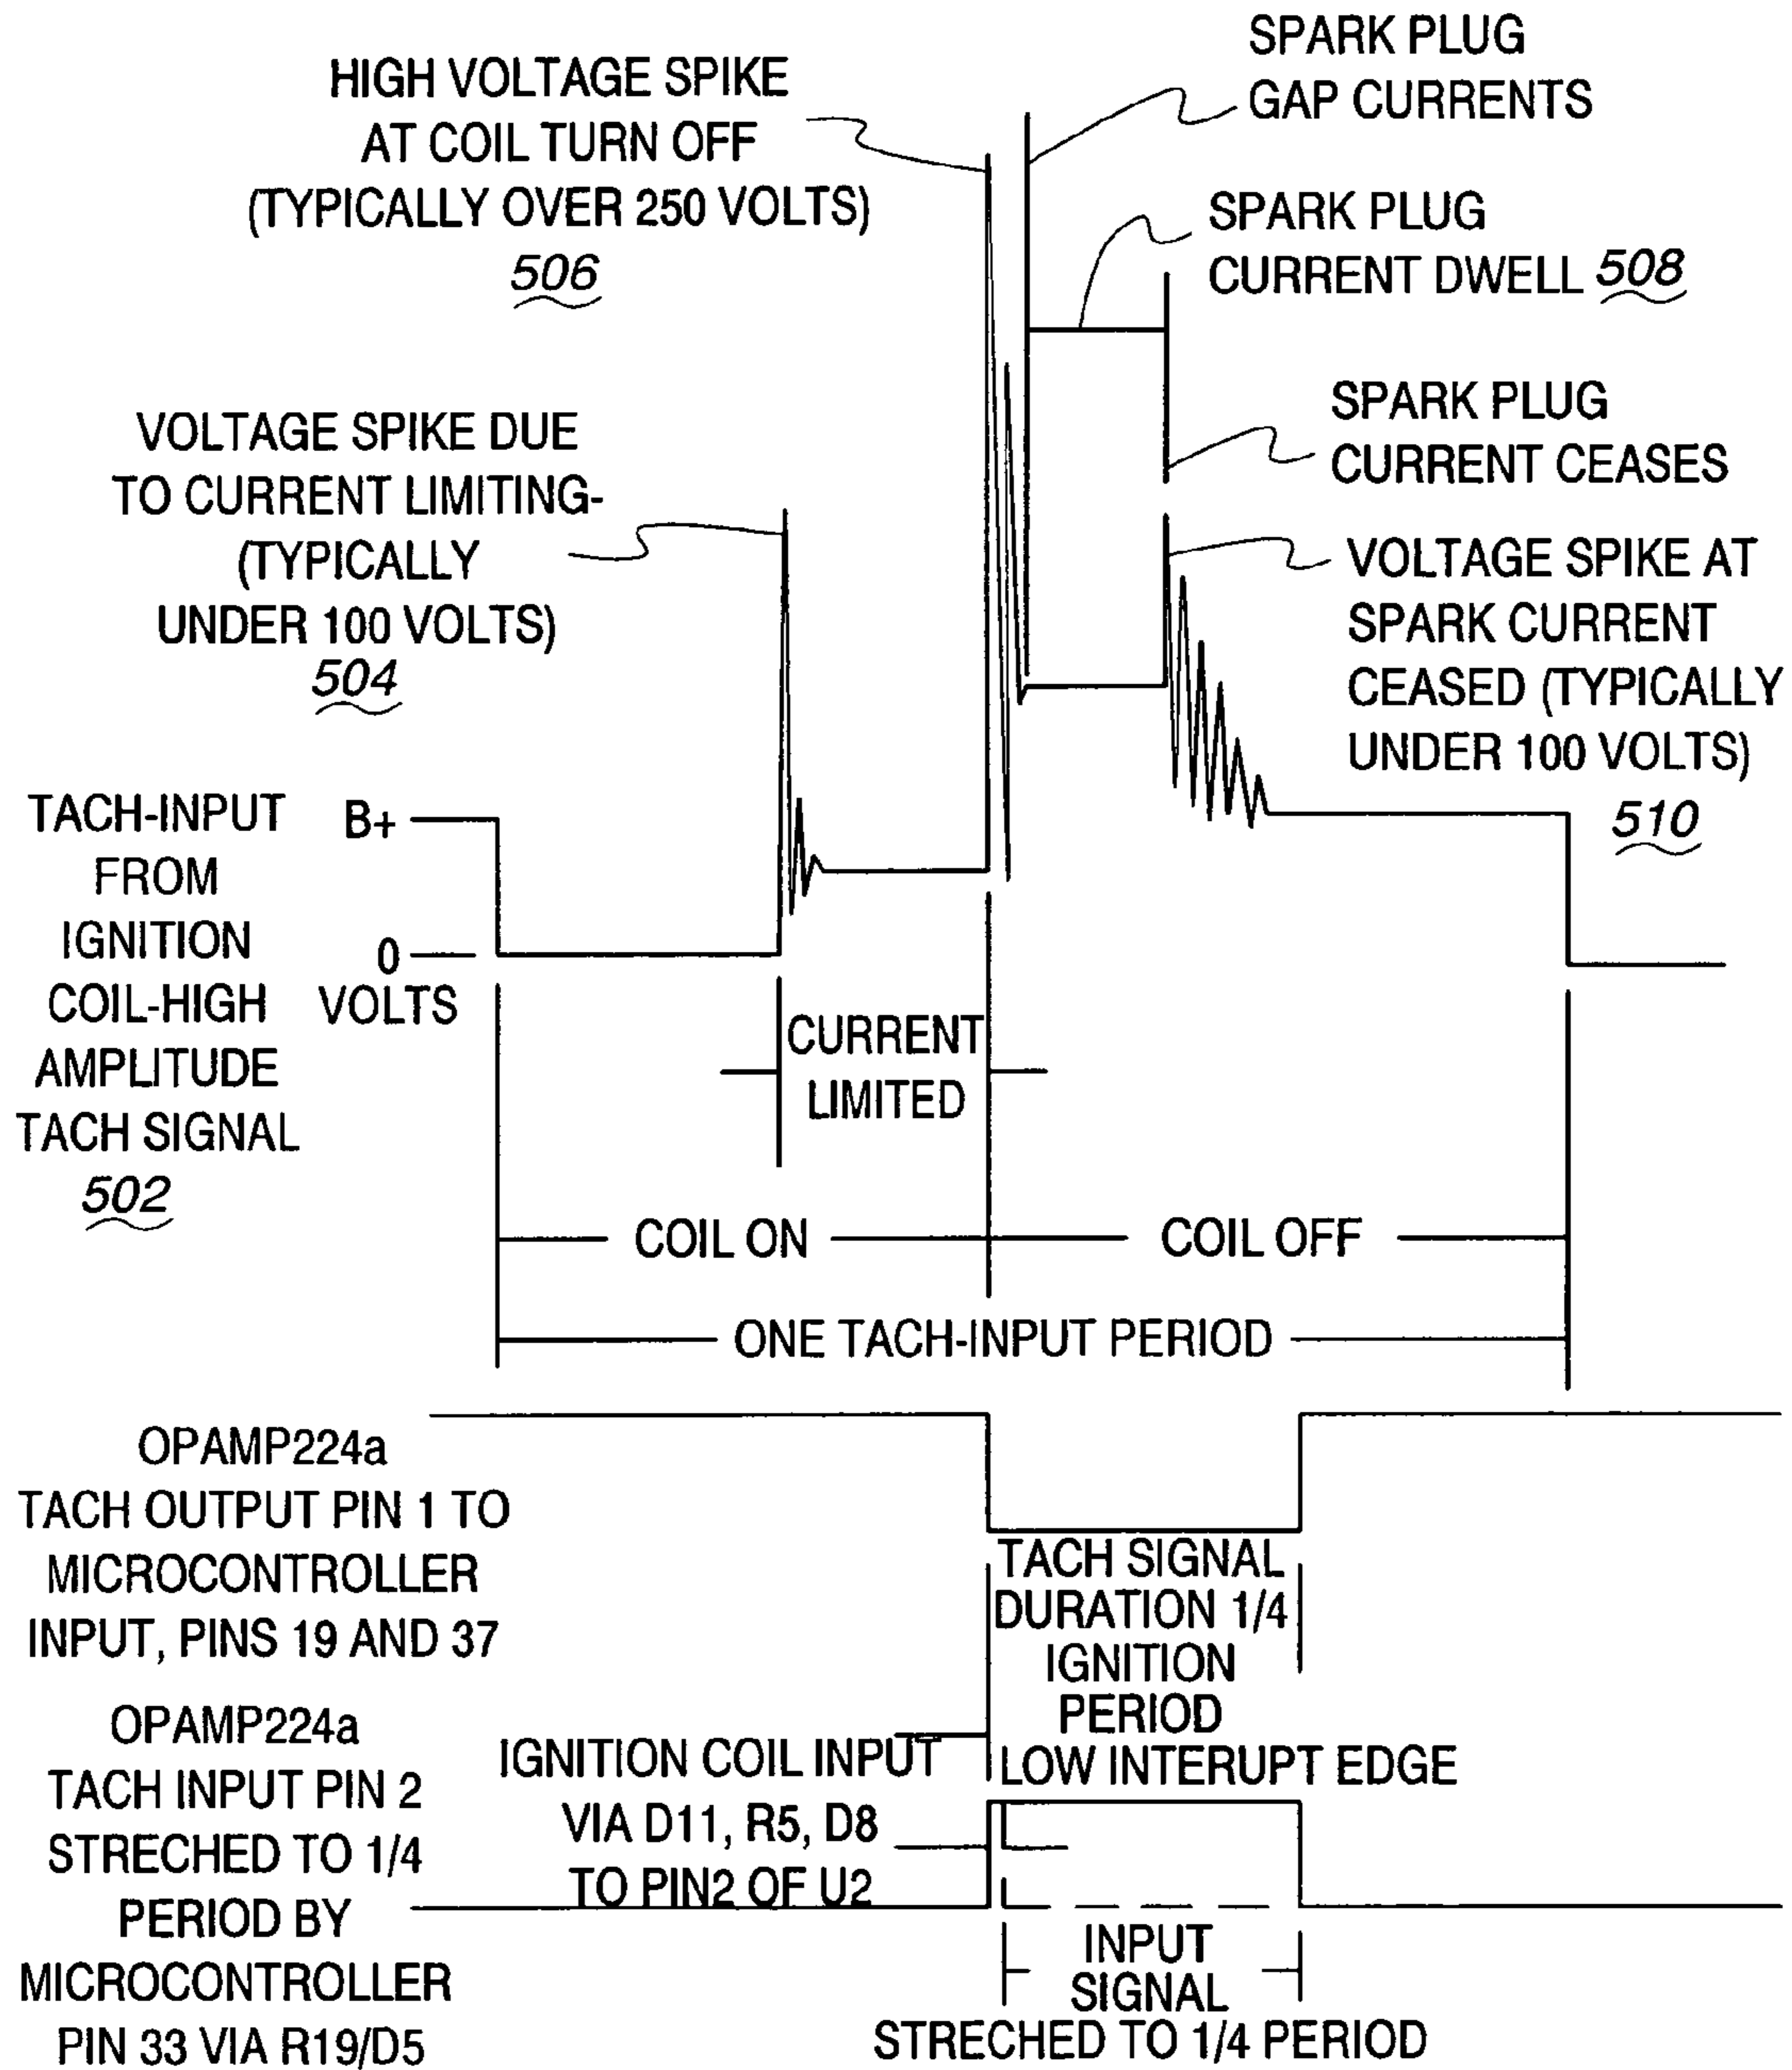 SPARK PLUG
GAP CURRENTS
HIGH VOLTAGE SPIKE
AT COIL TURN OFF
(TYPICALLY OVER 250 VOLTS)
506
SPARK PLUG
CURRENT DWELL 508
SPARK PLUG
CURRENT CEASES
VOLTAGE SPIKE DUE
TO CURRENT LIMITING-
(TYPICALLY
UNDER 100 VOLTS)
504
VOLTAGE SPIKE AT
SPARK CURRENT
CEASED (TYPICALLY
UNDER 100 VOLTS)
510
TACH-INPUT
FROM
IGNITION
COIL-HIGH
AMPLITUDE
TACH SIGNAL
502
B+
0
VOLTS
CURRENT
LIMITED
COIL ON
COIL OFF
ONE TACH-INPUT PERIOD
OPAMP224a
TACH OUTPUT PIN 1 TO
MICROCONTROLLER
INPUT, PINS 19 AND 37
TACH SIGNAL
DURATION 1/4
IGNITION
PERIOD
LOW INTERUPT EDGE
OPAMP224a
TACH INPUT PIN 2
STRECHED TO 1/4
PERIOD BY
MICROCONTROLLER
PIN 33 VIA R19/D5
IGNITION COIL INPUT
VIA D11, R5, D8
TO PIN2 OF U2
INPUT
SIGNAL
STRECHED TO 1/4 PERIOD